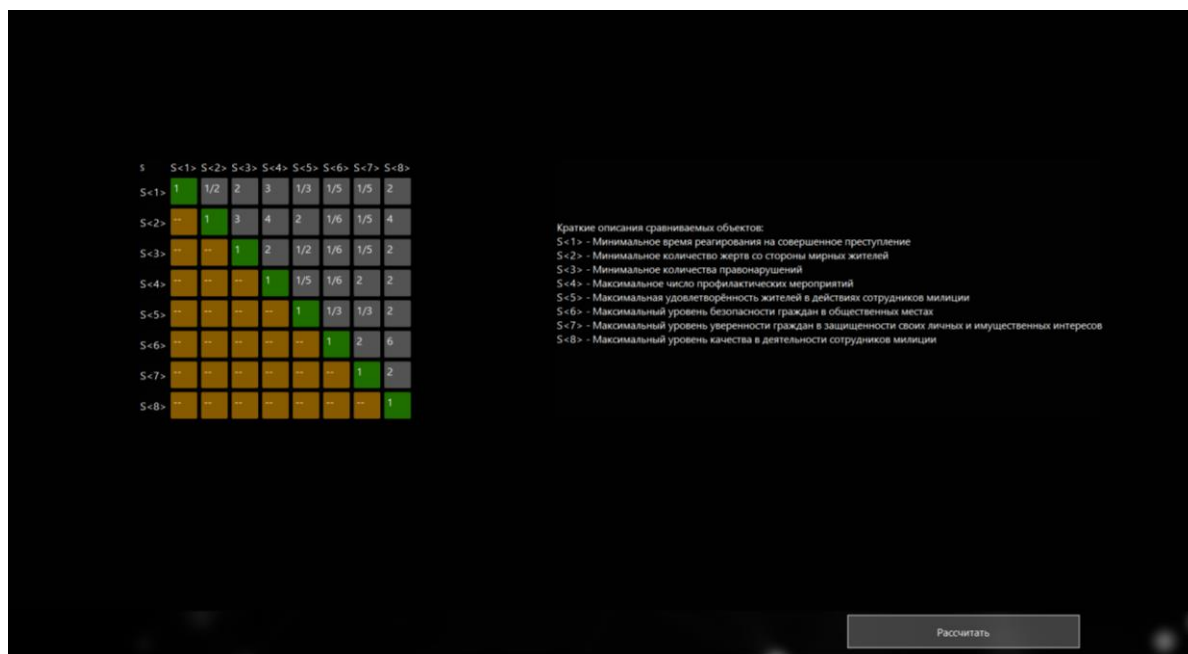 S S<1> S<2> S<3> S<4> S<5> S<6> S<7> S<8>
S<1> 1 1/2 2 3 1/3 1/5 1/5 2
S<2> -- 1 3 4 2 1/6 1/5 4
S<3> -- -- 1 2 1/2 1/6 1/5 2
S<4> -- -- -- 1 1/5 1/6 2 2
S<5> -- -- -- -- 1 1/3 1/3 2
S<6> -- -- -- -- -- 1 2 6
S<7> -- -- -- -- -- -- 1 2
S<8> -- -- -- -- -- -- -- 1
Краткие описания сравниваемых объектов:
S<1> - Минимальное время реагирования на совершенное преступление
S<2> - Минимальное количество жертв со стороны мирных жителей
S<3> - Минимальное количества правонарушений
S<4> - Максимальное число профилактических мероприятий
S<5> - Максимальная удовлетворённость жителей в действиях сотрудников милиции
S<6> - Максимальный уровень безопасности граждан в общественных местах
S<7> - Максимальный уровень уверенности граждан в защищенности своих личных и имущественных интересов
S<8> - Максимальный уровень качества в деятельности сотрудников милиции
Рассчитать